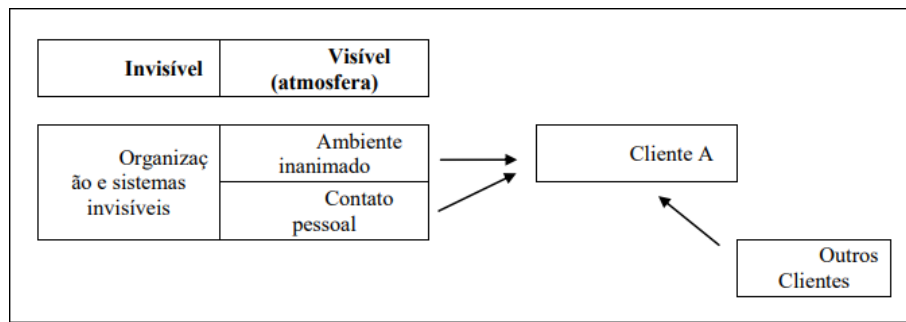 Invisível
Visível
(atmosfera)
Organizaç
ão e sistemas
invisíveis
Ambiente
inanimado
Contato
pessoal
Cliente A
Outros
Clientes